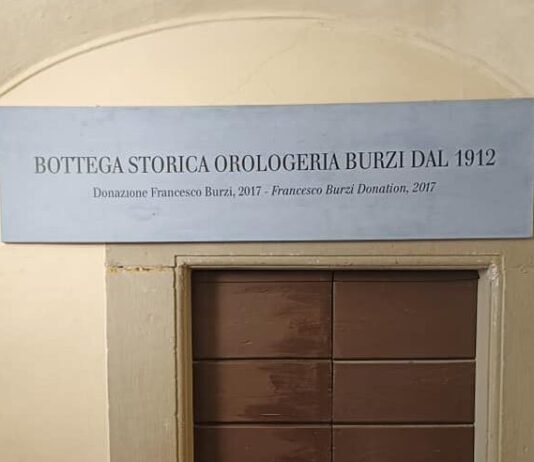 BOTTEGA STORICA OROLOGERIA BURZI DAL 1912
Donazione Francesco Burzi, 2017 - Francesco Burzi Donation, 2017